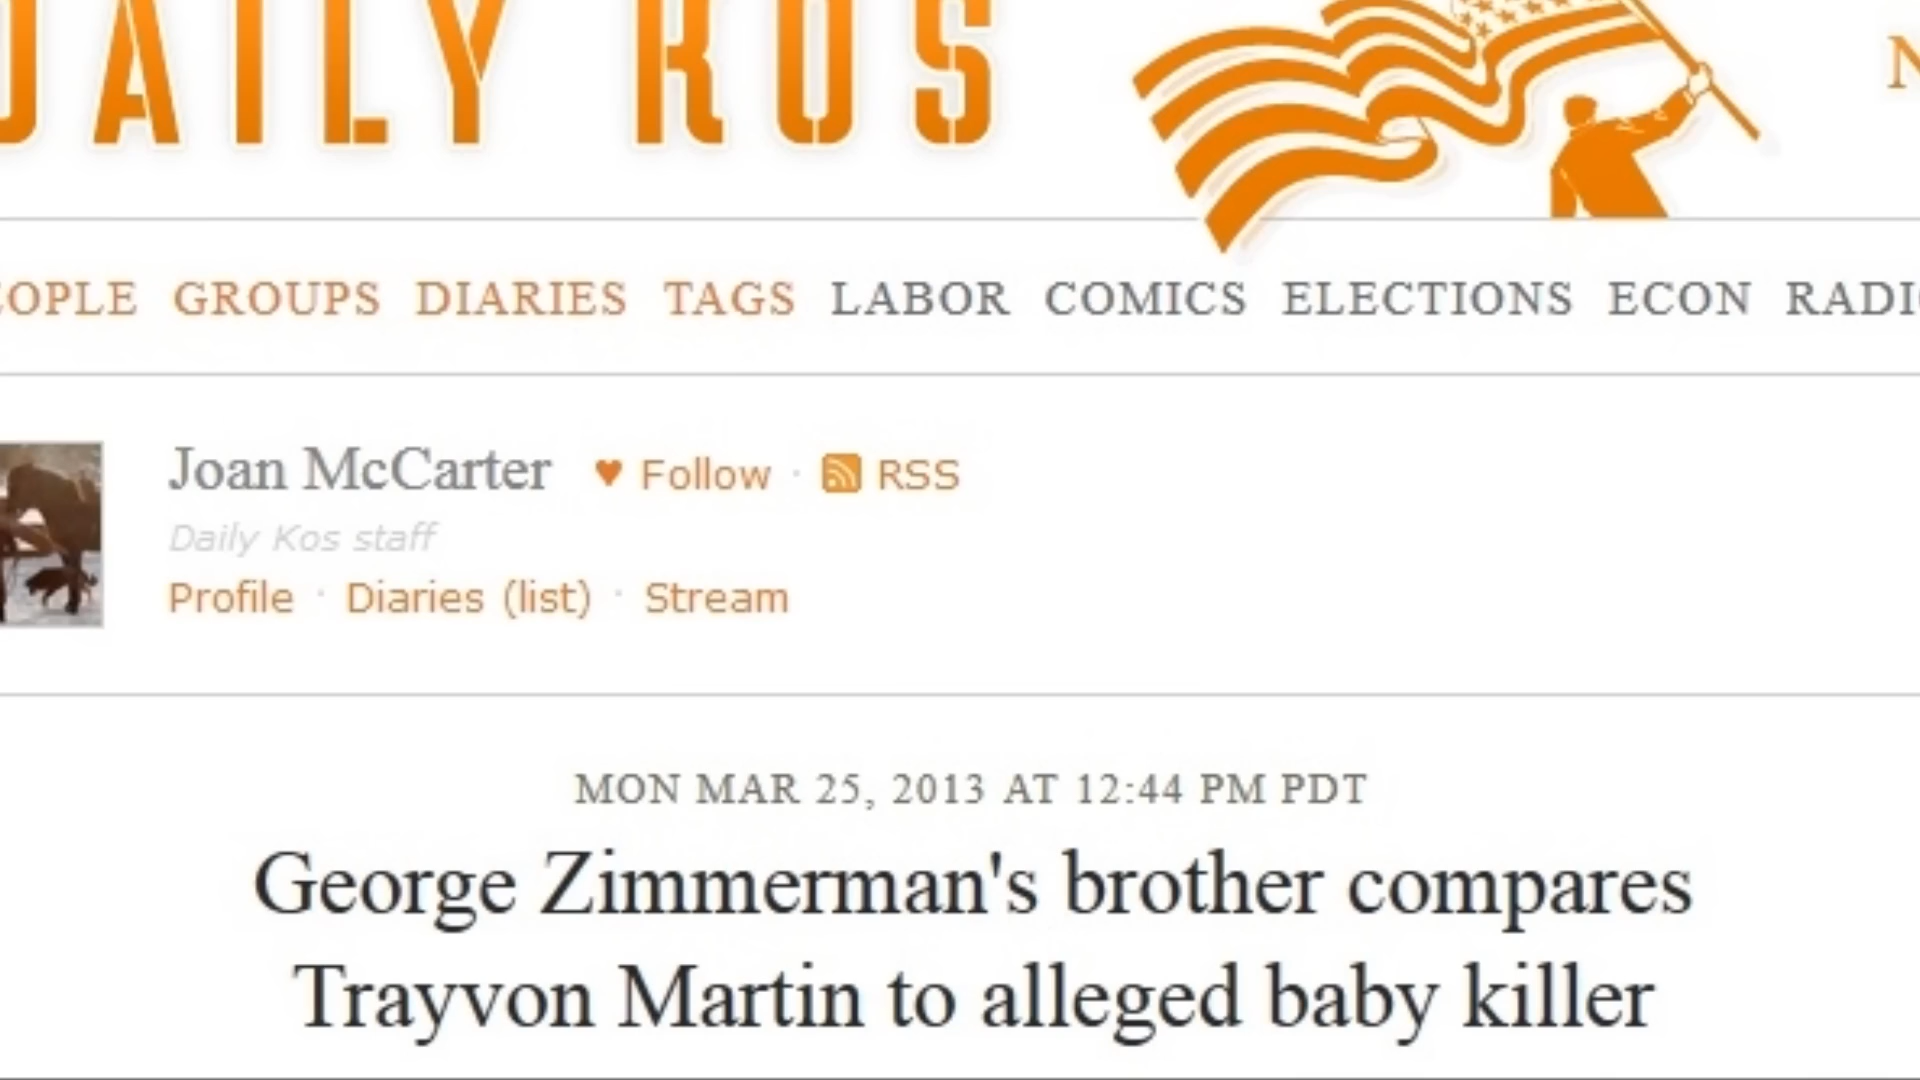 DAILY KOS
N
EOPLE GROUPS DIARIES TAGS LABOR COMICS ELECTIONS ECON RADIO
Joan McCarter ♥ Follow · RSS
Daily Kos staff
Profile · Diaries (list) · Stream
MON MAR 25, 2013 AT 12:44 PM PDT
George Zimmerman's brother compares
Trayvon Martin to alleged baby killer